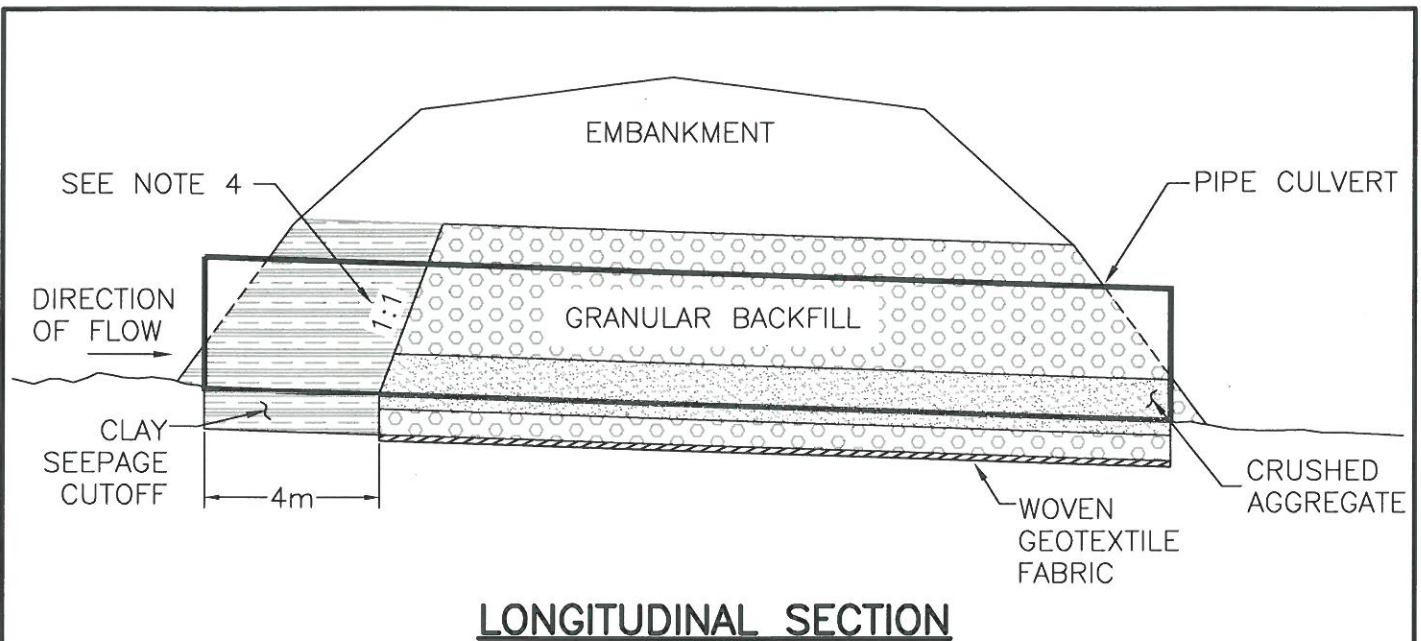 EMBANKMENT
SEE NOTE 4
PIPE CULVERT
DIRECTION
OF FLOW
1:1
GRANULAR BACKFILL
CLAY
SEEPAGE
CUTOFF
4m
CRUSHED
AGGREGATE
WOVEN
GEOTEXTILE
FABRIC
LONGITUDINAL SECTION